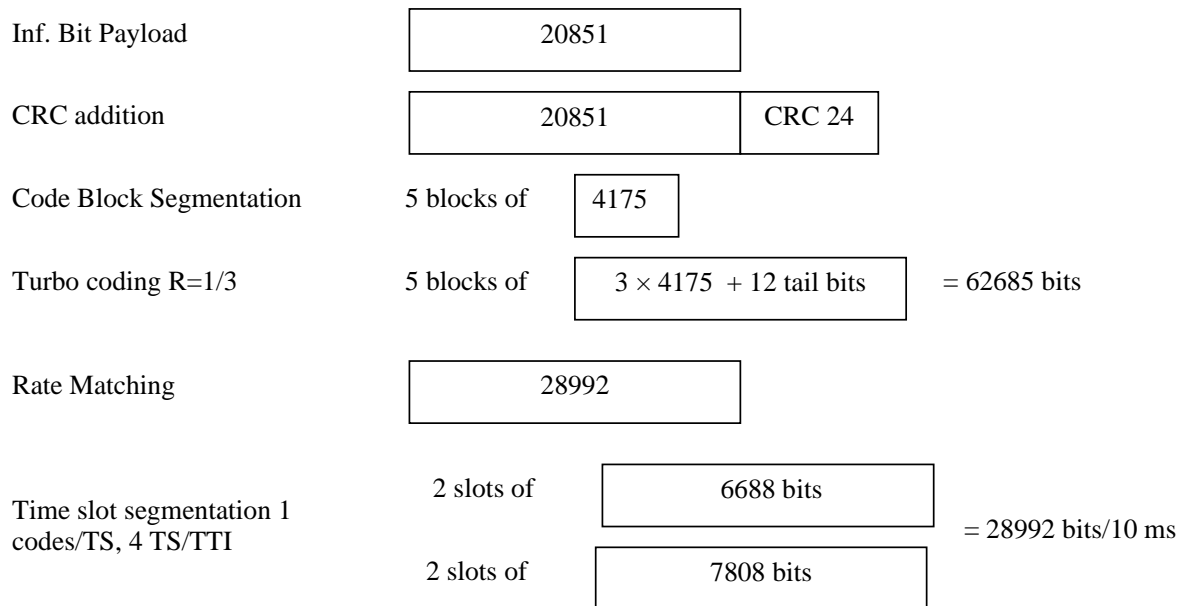 Inf. Bit Payload 20851
CRC addition 20851 CRC 24
Code Block Segmentation 5 blocks of 4175
Turbo coding R=1/3 5 blocks of 3 × 4175 + 12 tail bits = 62685 bits
Rate Matching 28992
2 slots of 6688 bits
Time slot segmentation 1
codes/TS, 4 TS/TTI
= 28992 bits/10 ms
2 slots of 7808 bits